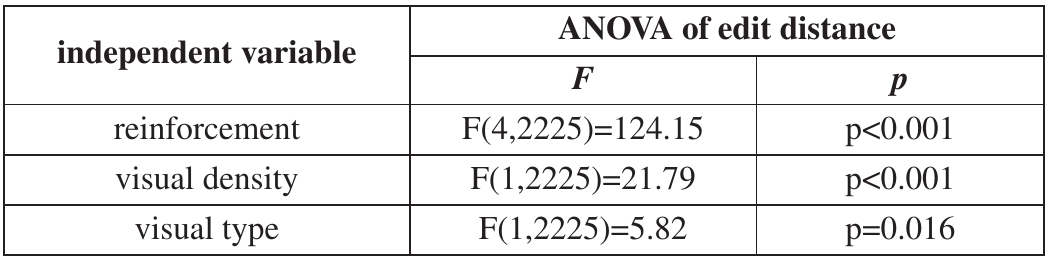 independent variable
ANOVA of edit distance
F
p
reinforcement F(4,2225)=124.15 p<0.001
visual density F(1,2225)=21.79 p<0.001
visual type F(1,2225)=5.82 p=0.016